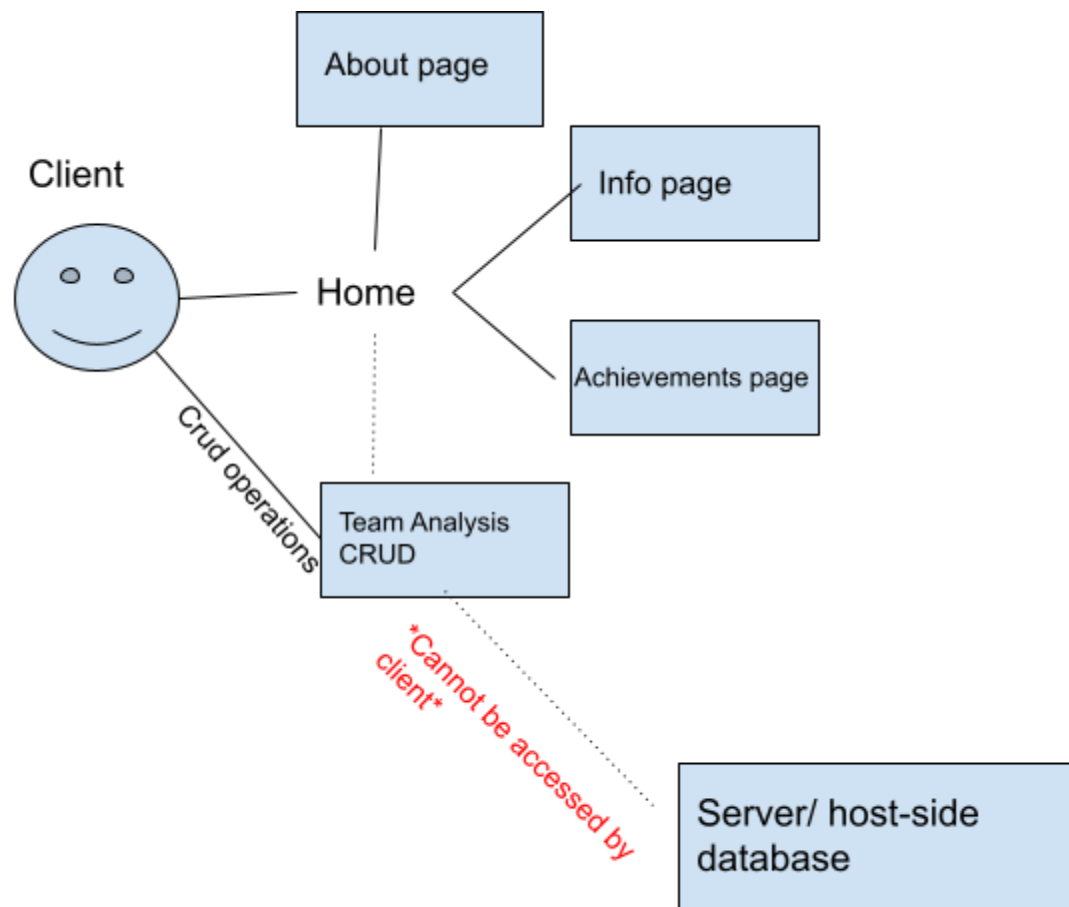 About page
Client
Info page
Home
Achievements page
Crud operations
Team Analysis
CRUD
*Cannot be accessed by
client*
Server/ host-side
database